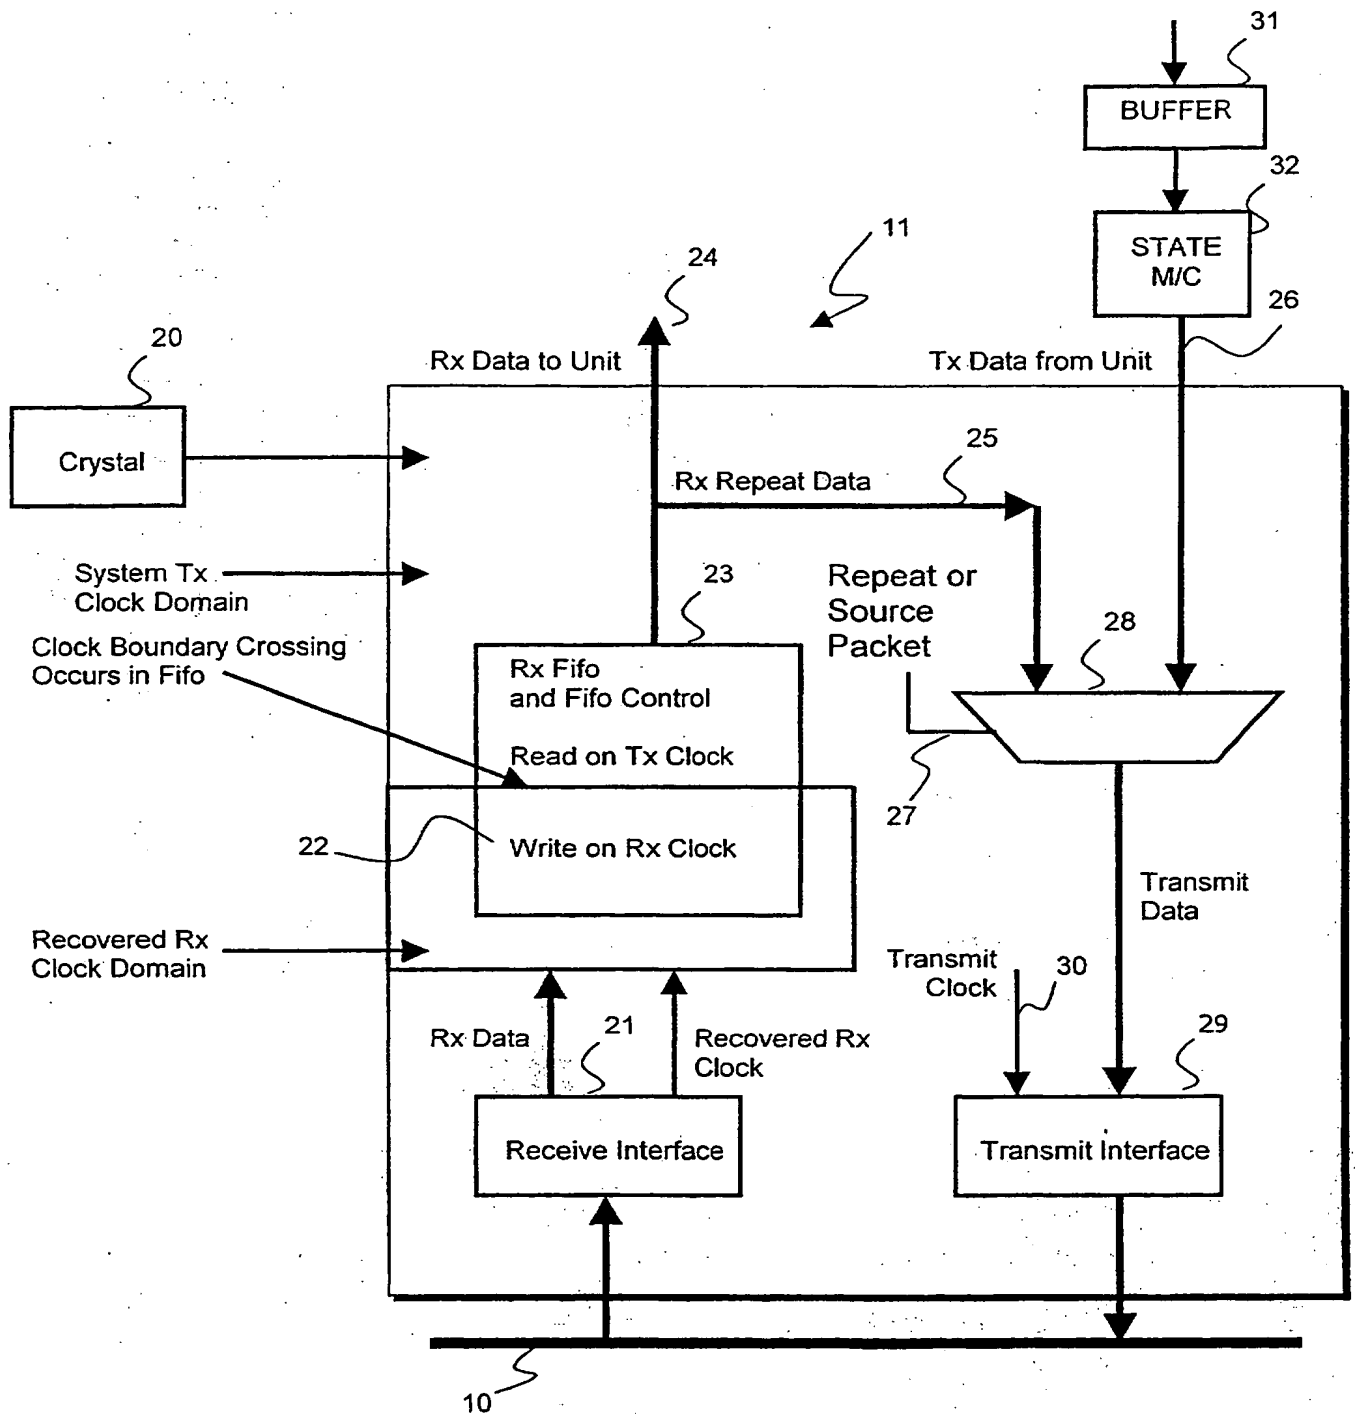 31
BUFFER
32
STATE
M/C
11
24
26
20
Rx Data to Unit
Tx Data from Unit
Crystal
25
Rx Repeat Data
System Tx
Clock Domain
23
Repeat or
Source
Packet
28
Clock Boundary Crossing
Occurs in Fifo
Rx Fifo
and Fifo Control
Read on Tx Clock
27
22
Write on Rx Clock
Transmit
Data
Recovered Rx
Clock Domain
Transmit
Clock
30
Rx Data
21
Recovered Rx
Clock
29
Receive Interface
Transmit Interface
10